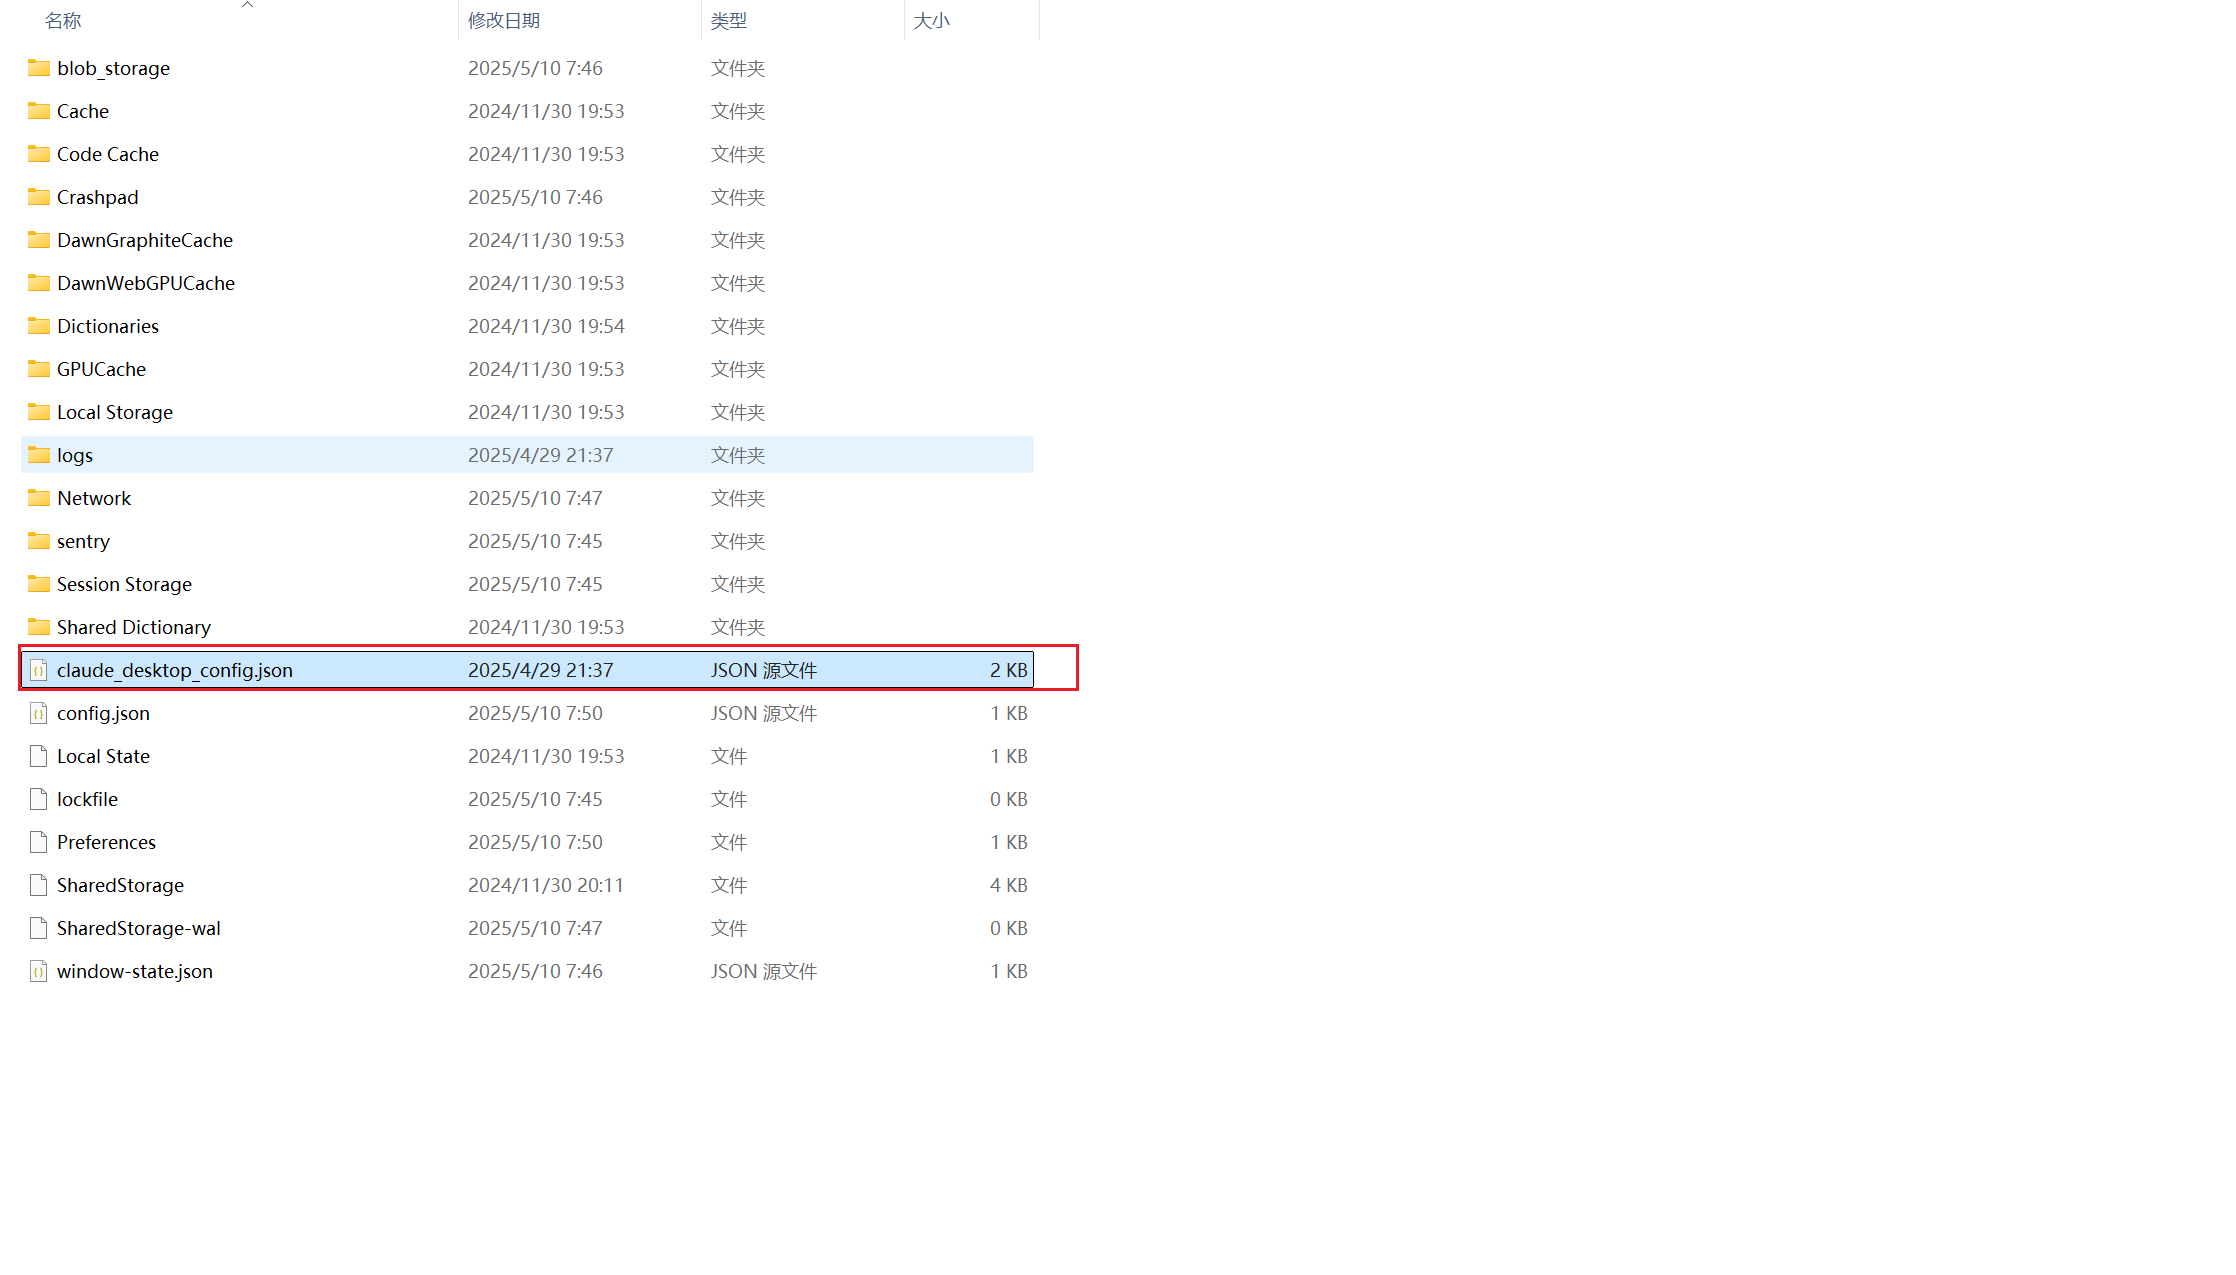 名称 修改日期 类型 大小
blob_storage 2025/5/10 7:46 文件夹
Cache 2024/11/30 19:53 文件夹
Code Cache 2024/11/30 19:53 文件夹
Crashpad 2025/5/10 7:46 文件夹
DawnGraphiteCache 2024/11/30 19:53 文件夹
DawnWebGPUCache 2024/11/30 19:53 文件夹
Dictionaries 2024/11/30 19:54 文件夹
GPUCache 2024/11/30 19:53 文件夹
Local Storage 2024/11/30 19:53 文件夹
logs 2025/4/29 21:37 文件夹
Network 2025/5/10 7:47 文件夹
sentry 2025/5/10 7:45 文件夹
Session Storage 2025/5/10 7:45 文件夹
Shared Dictionary 2024/11/30 19:53 文件夹
claude_desktop_config.json 2025/4/29 21:37 JSON 源文件 2 KB
config.json 2025/5/10 7:50 JSON 源文件 1 KB
Local State 2024/11/30 19:53 文件 1 KB
lockfile 2025/5/10 7:45 文件 0 KB
Preferences 2025/5/10 7:50 文件 1 KB
SharedStorage 2024/11/30 20:11 文件 4 KB
SharedStorage-wal 2025/5/10 7:47 文件 0 KB
window-state.json 2025/5/10 7:46 JSON 源文件 1 KB